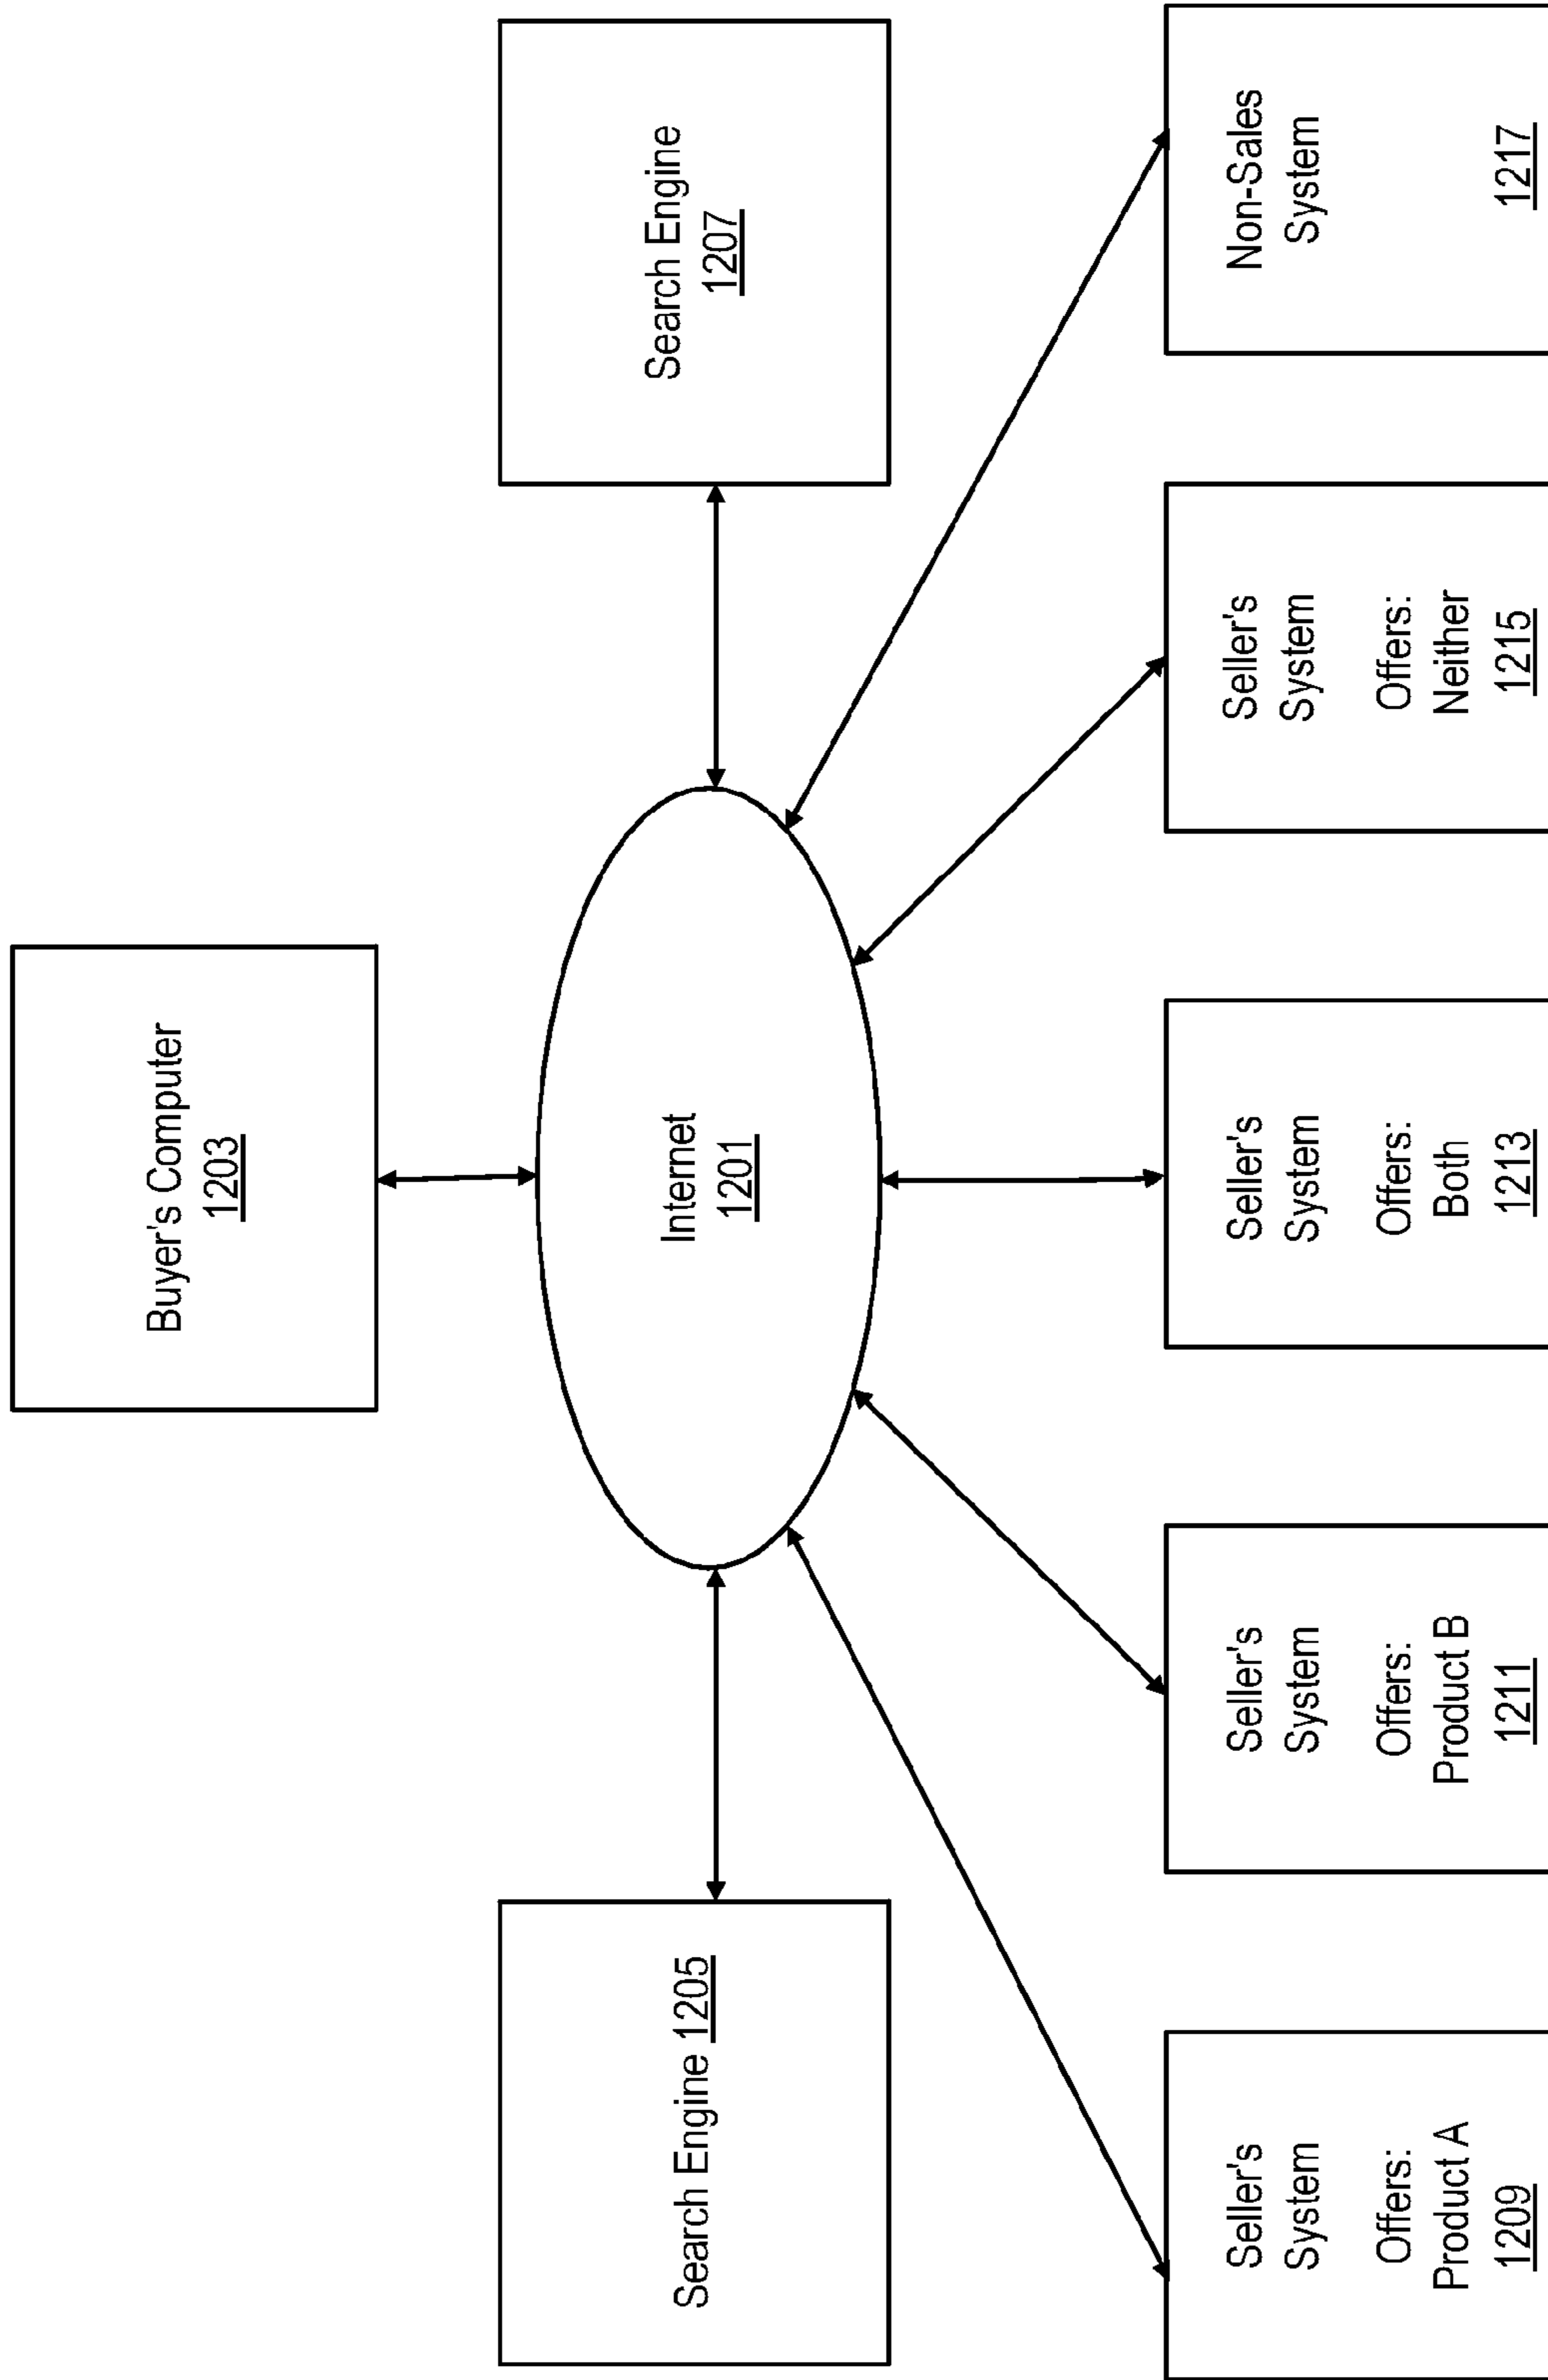 Buyer's Computer
1203
Search Engine 1205
Internet
1201
Search Engine
1207
Seller's
System
Offers:
Product A
1209
Seller's
System
Offers:
Product B
1211
Seller's
System
Offers:
Both
1213
Seller's
System
Offers:
Neither
1215
Non-Sales
System
1217